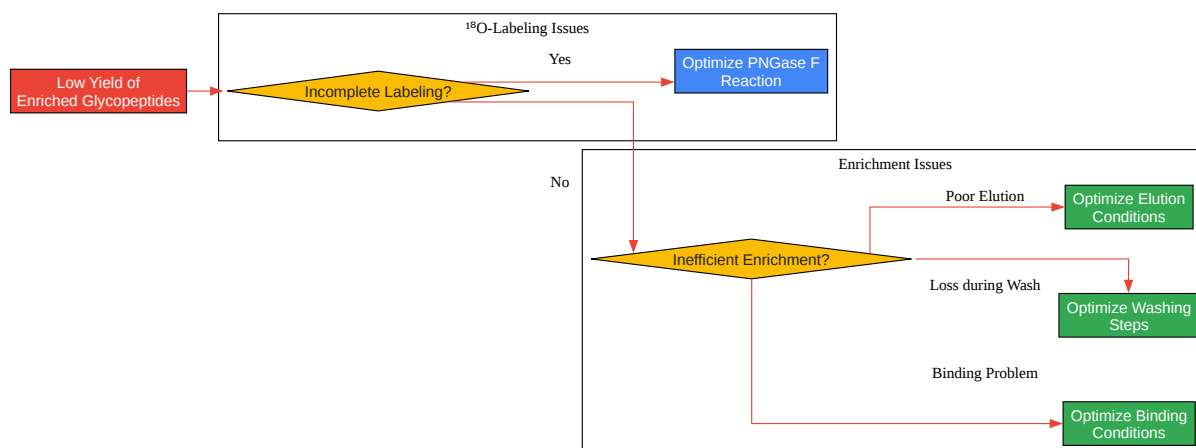 ¹⁸O-Labeling Issues
Yes
Low Yield of
Enriched Glycopeptides
Incomplete Labeling?
Optimize PNGase F
Reaction
No
Enrichment Issues
Poor Elution
Optimize Elution
Conditions
Inefficient Enrichment?
Loss during Wash
Optimize Washing
Steps
Binding Problem
Optimize Binding
Conditions